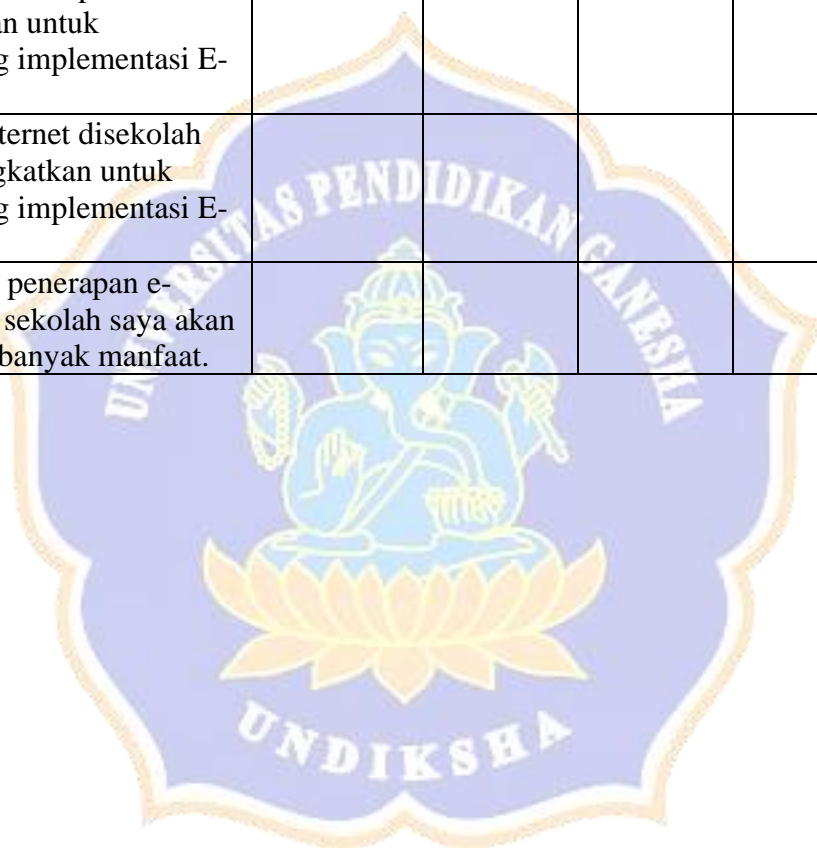 an untuk
g implementasi E-
ternet disekolah
gkatkan untuk
g implementasi E-
penerapan e-
sekolah saya akan
banyak manfaat.
UNIVERSITAS PENDIDIKAN GANESHA
UNDIKSHA